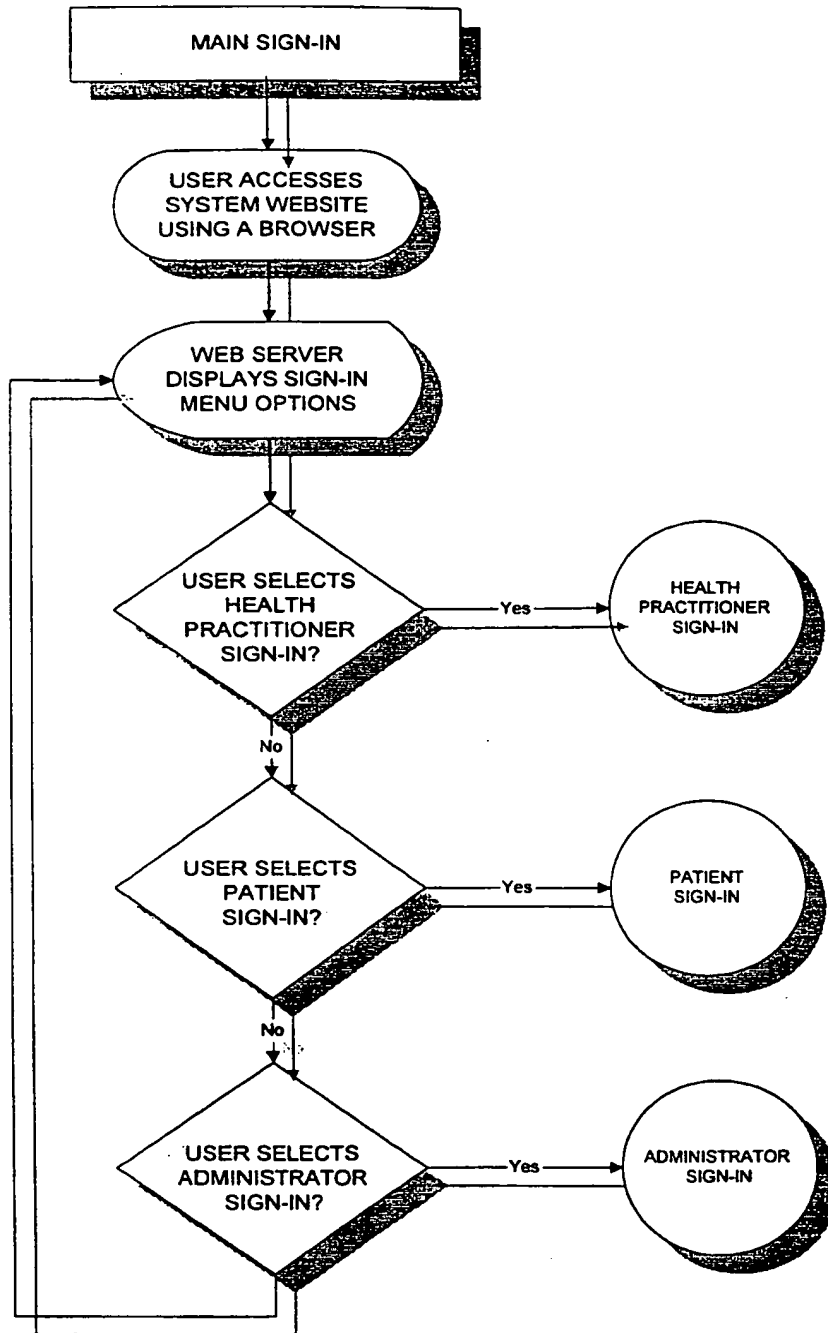 MAIN SIGN-IN
USER ACCESSES
SYSTEM WEBSITE
USING A BROWSER
WEB SERVER
DISPLAYS SIGN-IN
MENU OPTIONS
USER SELECTS
HEALTH
PRACTITIONER
SIGN-IN?
Yes
HEALTH
PRACTITIONER
SIGN-IN
No
USER SELECTS
PATIENT
SIGN-IN?
Yes
PATIENT
SIGN-IN
No
USER SELECTS
ADMINISTRATOR
SIGN-IN?
Yes
ADMINISTRATOR
SIGN-IN